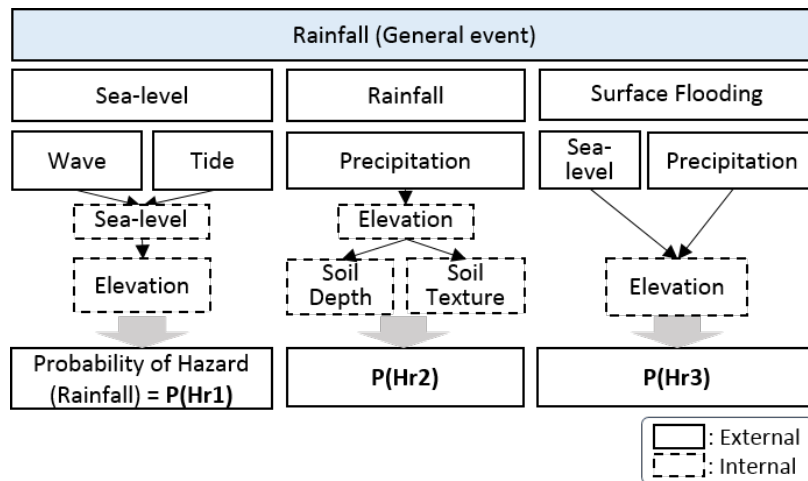 Rainfall (General event)
Sea-level
Rainfall
Surface Flooding
Wave
Tide
Precipitation
Sea-
level
Precipitation
Sea-level
Elevation
Elevation
Soil
Depth
Soil
Texture
Elevation
Probability of Hazard
(Rainfall) = P(Hr1)
P(Hr2)
P(Hr3)
: External
: Internal